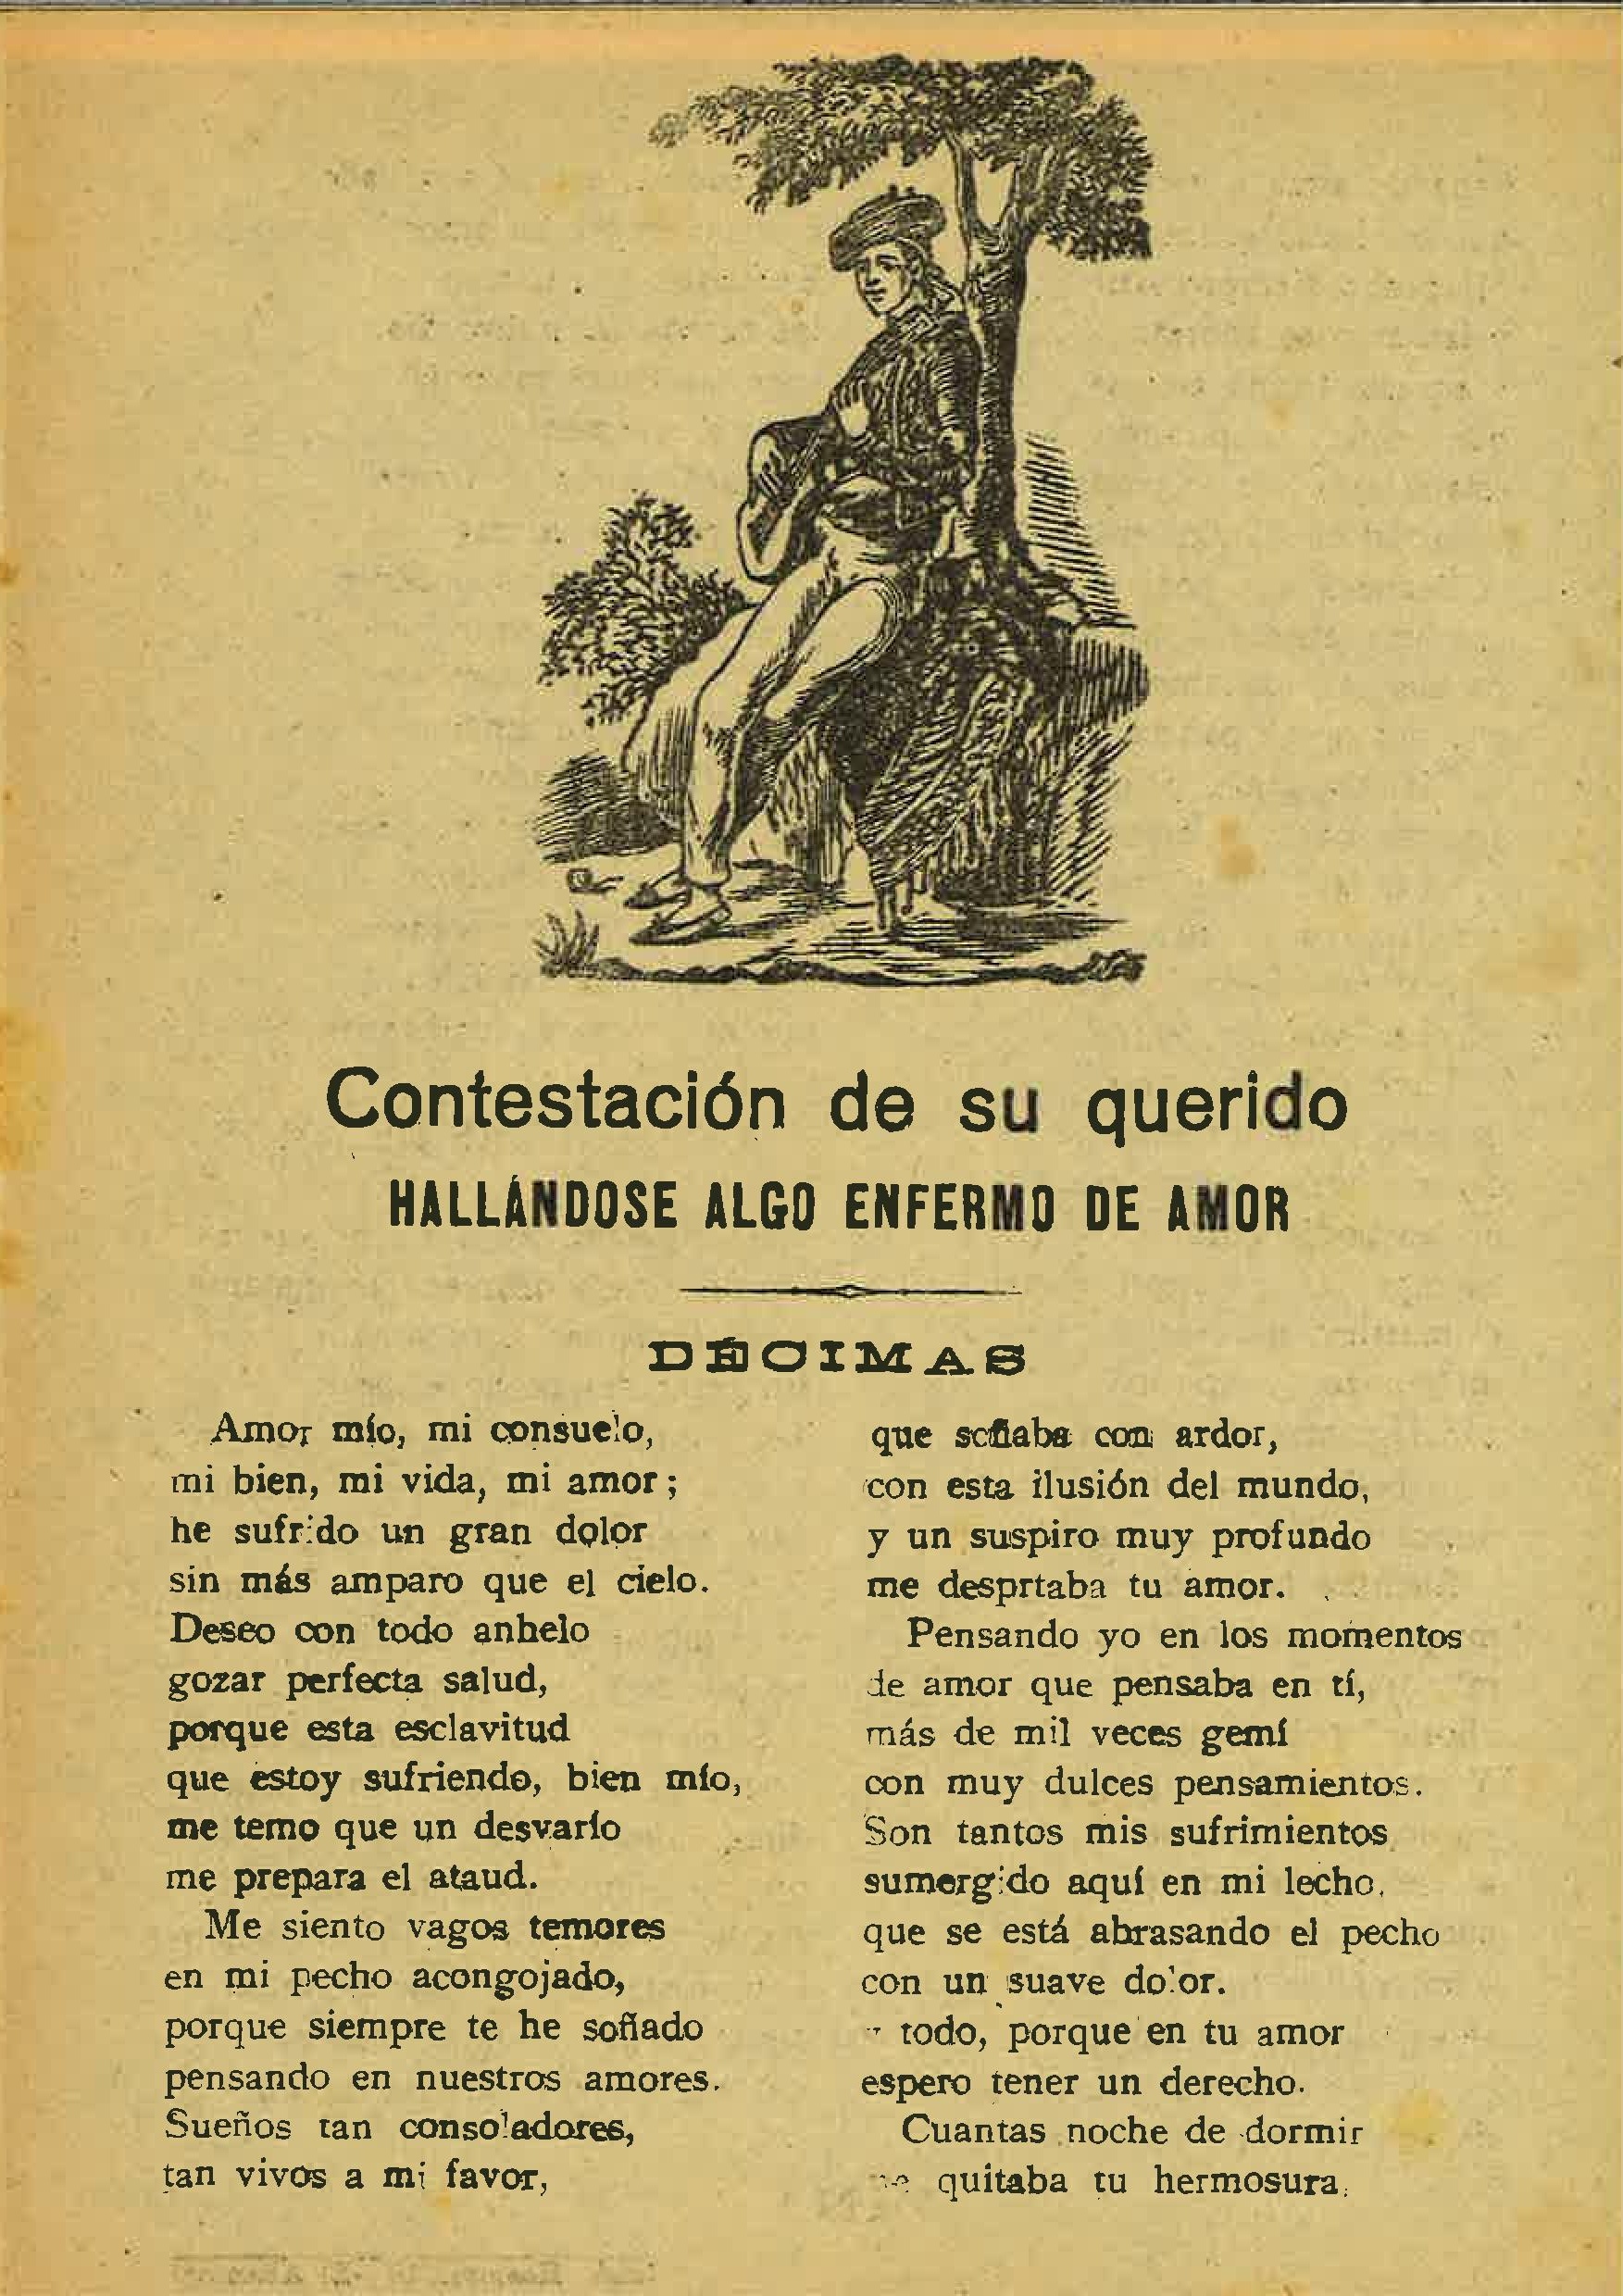 Contestación de su querido
HALLÁNDOSE ALGO ENFERMO DE AMOR
DÉCIMAS
Amor mío, mi consuelo,
mi bien, mi vida, mi amor;
he sufrido un gran dolor
sin más amparo que el cielo.
Deseo con todo anhelo
gozar perfecta salud,
porque esta esclavitud
que estoy sufriendo, bien mío,
me temo que un desvarío
me prepara el ataud.
Me siento vagos temores
en mi pecho acongojado,
porque siempre te he soñado
pensando en nuestros amores.
Sueños tan consoladores,
tan vivos a mi favor,
que soñaba con ardor,
con esta ilusión del mundo,
y un suspiro muy profundo
me desprtaba tu amor.
Pensando yo en los momentos
de amor que pensaba en tí,
más de mil veces gemí
con muy dulces pensamientos.
Son tantos mis sufrimientos
sumergido aquí en mi lecho,
que se está abrasando el pecho
con un suave dolor.
todo, porque en tu amor
espero tener un derecho.
Cuantas noche de dormir
quitaba tu hermosura,